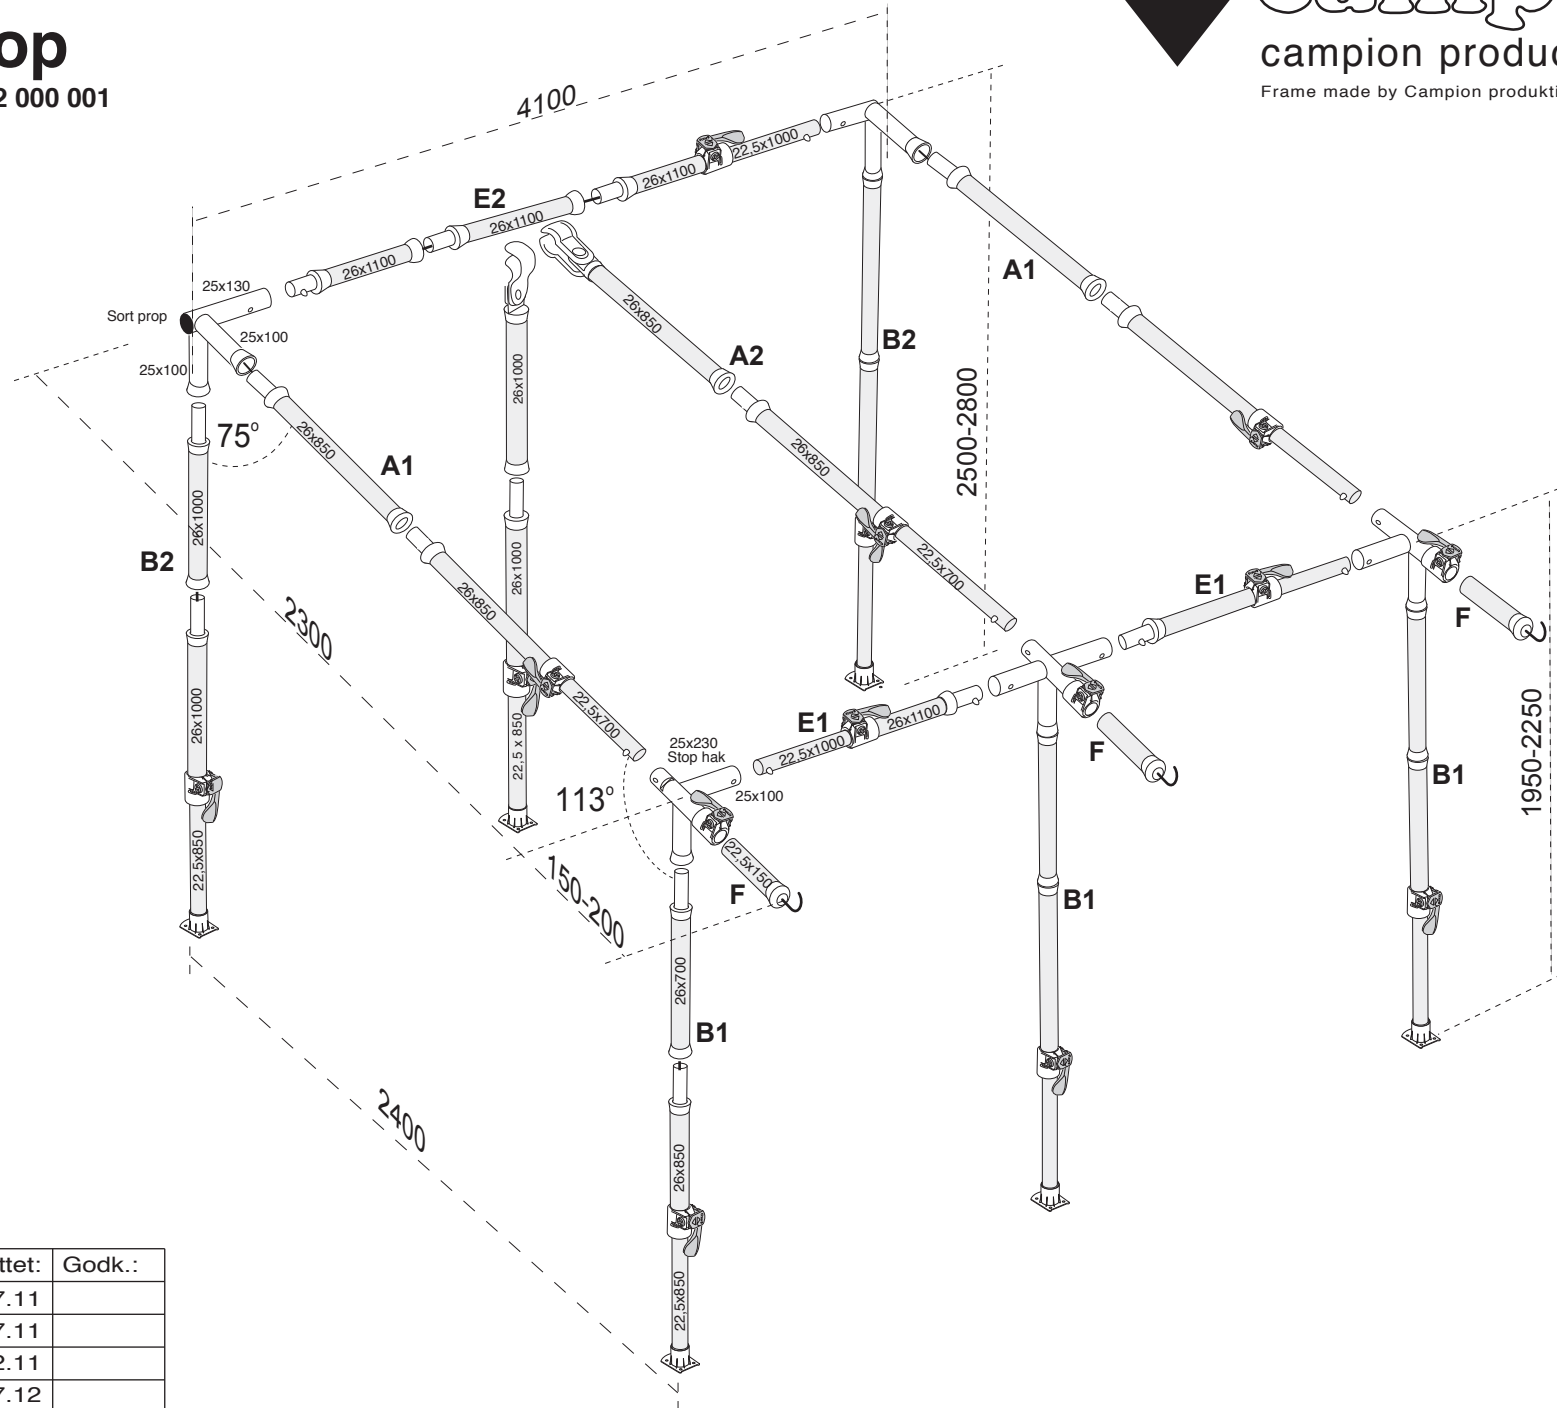 op
2 000 001
campion produc
Frame made by Campion produkti
4100
22,5x1000
26x1100
E2
26x1100
26x1100
25x130
Sort prop
25x100
25x100
75°
26x850
A1
26x1000
B2
26x1000
22,5x850
2300
26x850
22,5x700
26x1000
26x1000
22,5 x 850
26x850
A2
26x850
22,5x700
B2
A1
2500-2800
E1
F
1950-2250
B1
E1
26x1100
22,5x1000
F
B1
25x230
Stop hak
25x100
113°
22,5x150
F
150-200
26x700
B1
26x850
22,5x850
2400
ttet: Godk.:
7.11
7.11
2.11
7.12